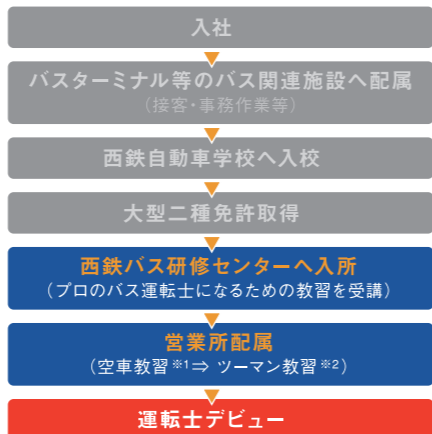 入社
バスターミナル等のバス関連施設へ配属
（接客・事務作業等）
西鉄自動車学校へ入校
大型二種免許取得
西鉄バス研修センターへ入所
（プロのバス運転士になるための教習を受講）
営業所配属
（空車教習※1⇒ ツーマン教習※2）
運転士デビュー